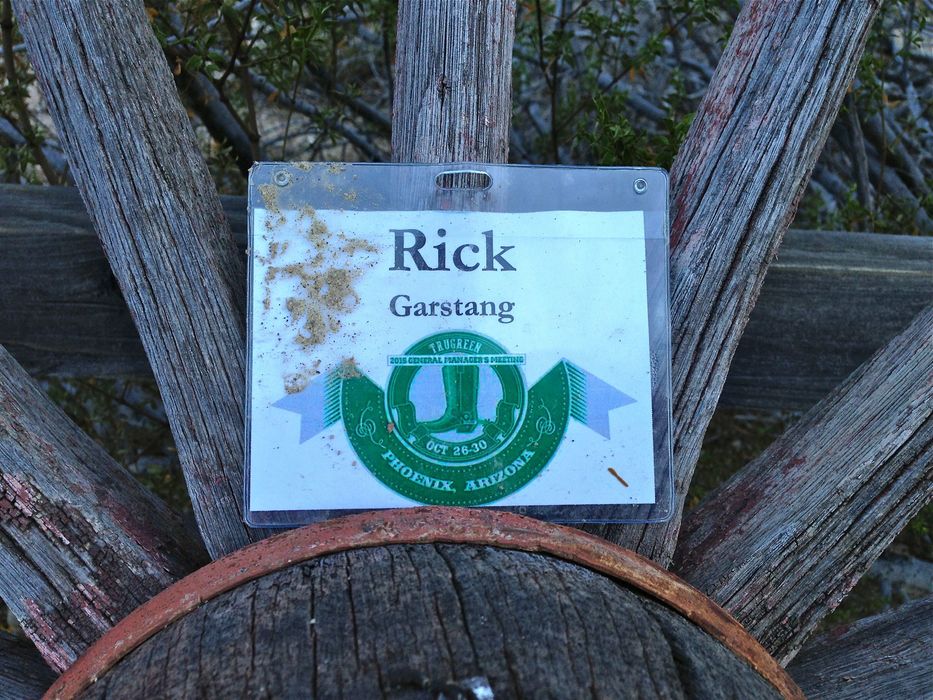 Rick
Garstang
TRUGREEN
2015 GENERAL MANAGER'S MEETING
OCT 26-30
PHOENIX, ARIZONA